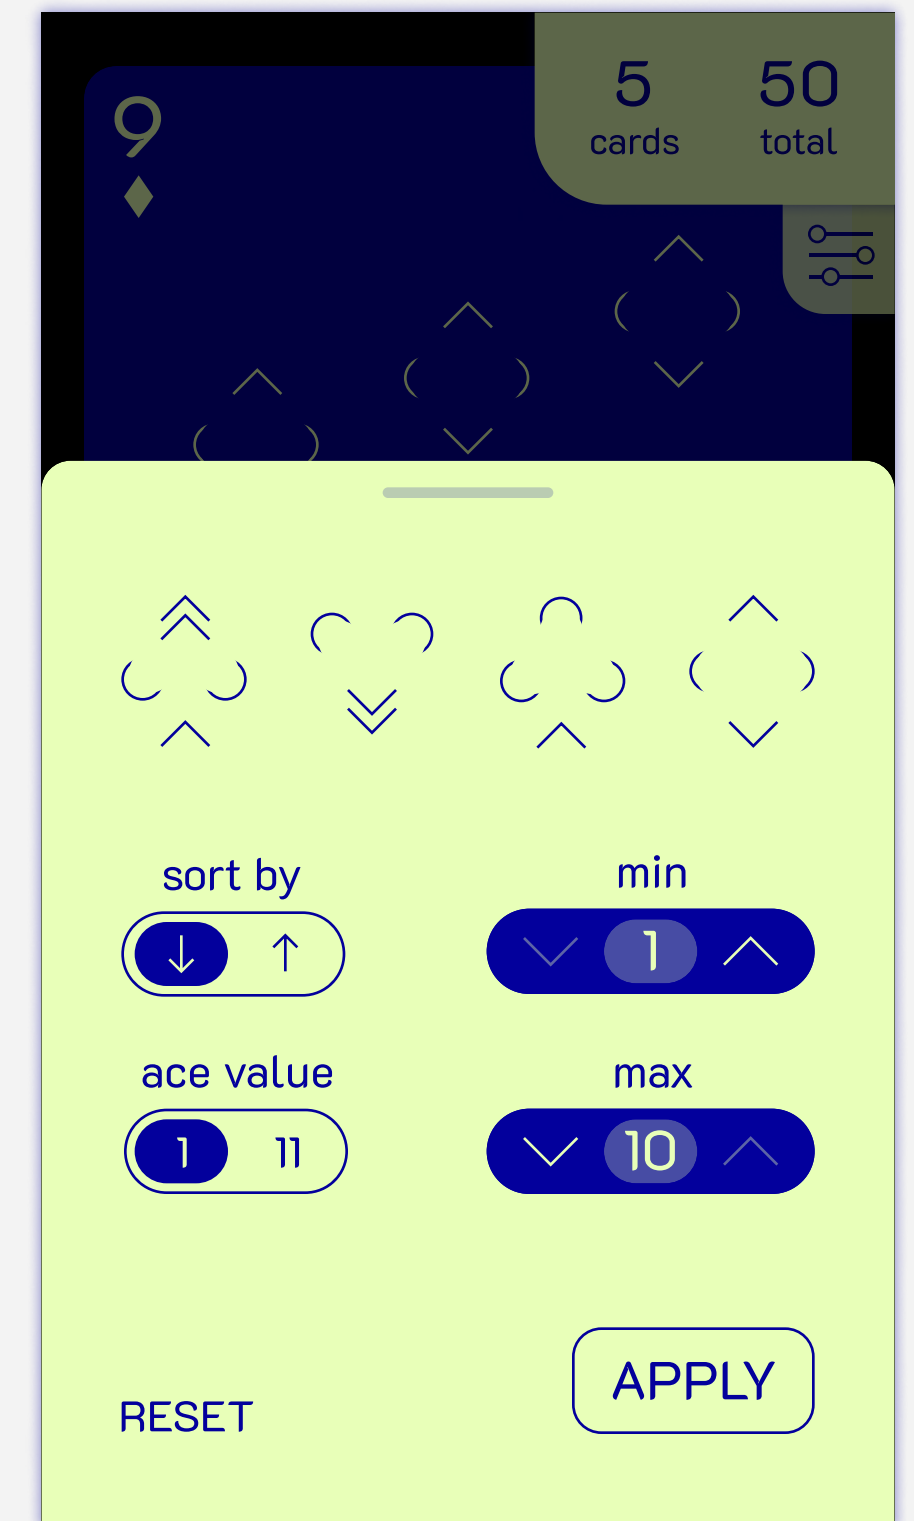 9
5 50
cards total
sort by
↓ ↑
min
1
ace value
1 11
max
10
RESET
APPLY